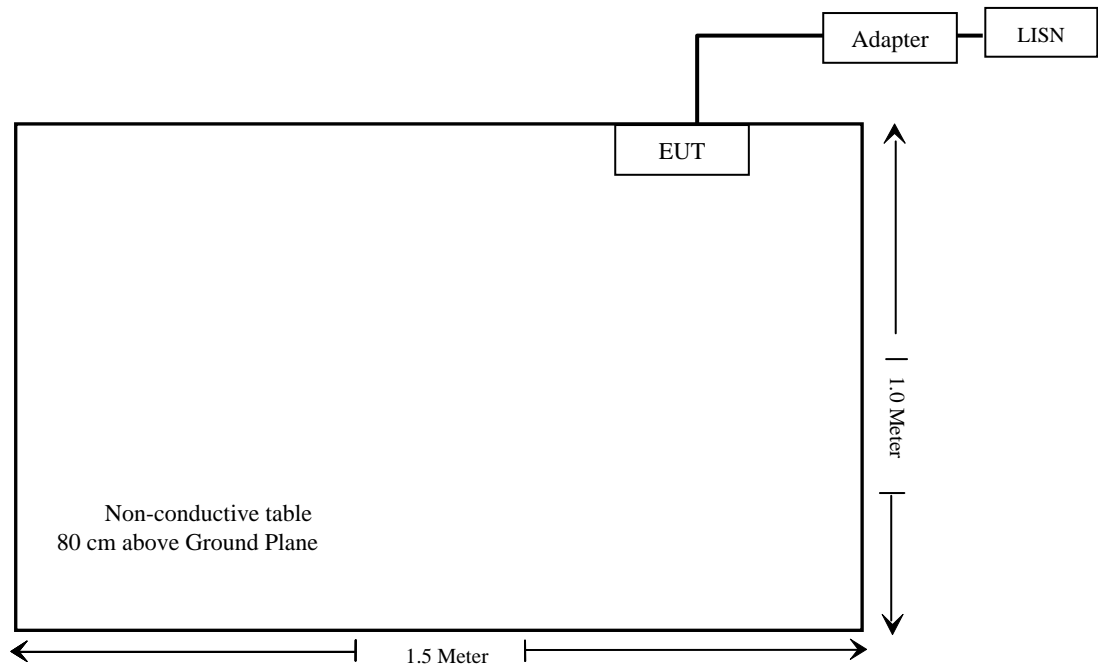 Adapter
LISN
EUT
1.0 Meter
Non-conductive table
80 cm above Ground Plane
1.5 Meter